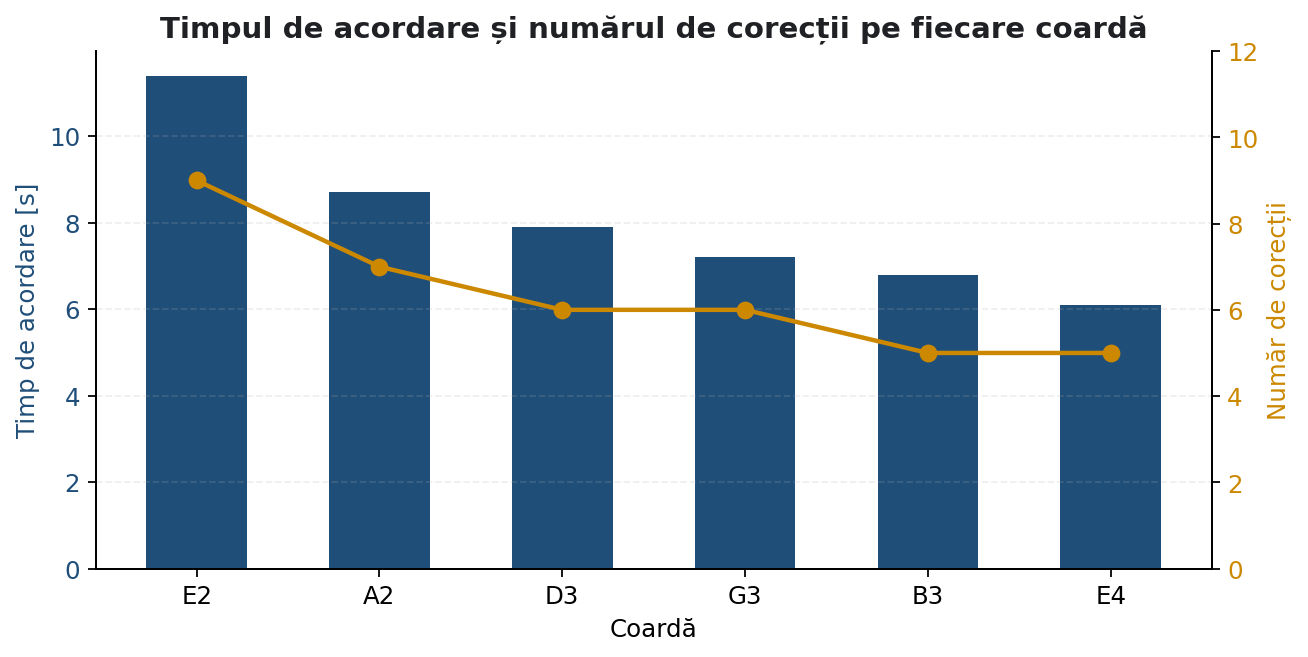 Timpul de acordare și numărul de corecții pe fiecare coardă
Timp de acordare [s]
10
8
6
4
2
0
12
10
8
6
4
2
0
Număr de corecții
E2 A2 D3 G3 B3 E4
Coardă